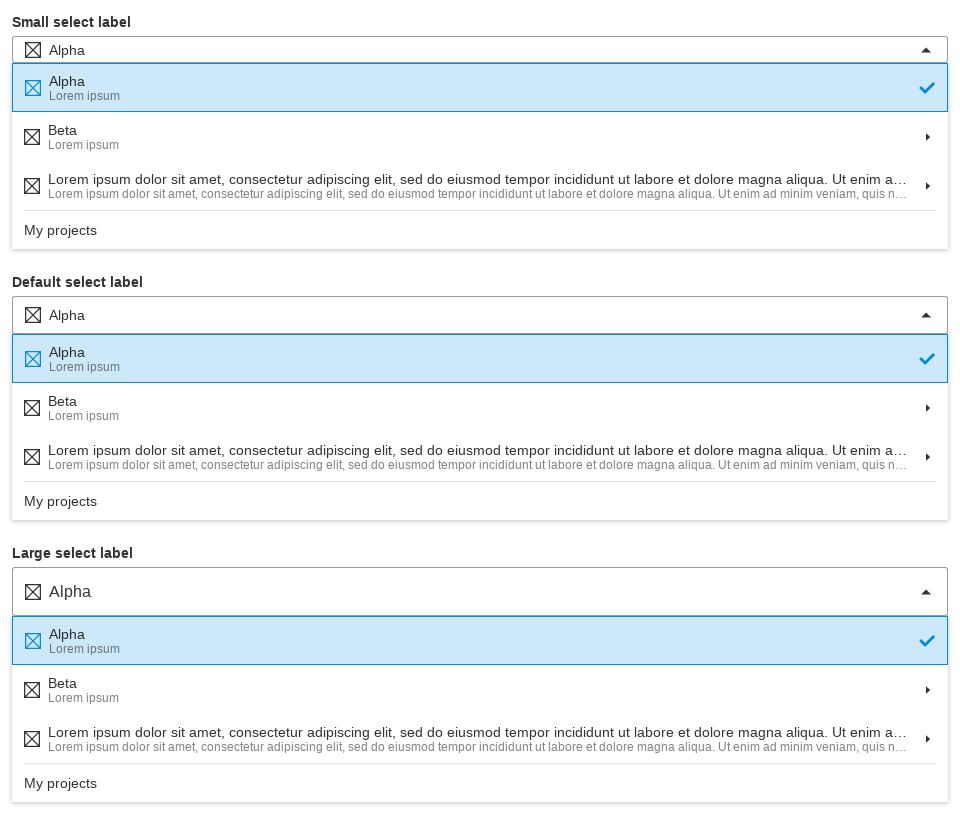 Small select label
Alpha
Alpha
Lorem ipsum
Beta
Lorem ipsum
Lorem ipsum dolor sit amet, consectetur adipiscing elit, sed do eiusmod tempor incididunt ut labore et dolore magna aliqua. Ut enim a…
Lorem ipsum dolor sit amet, consectetur adipiscing elit, sed do eiusmod tempor incididunt ut labore et dolore magna aliqua. Ut enim ad minim veniam, quis n…
My projects
Default select label
Alpha
Alpha
Lorem ipsum
Beta
Lorem ipsum
Lorem ipsum dolor sit amet, consectetur adipiscing elit, sed do eiusmod tempor incididunt ut labore et dolore magna aliqua. Ut enim a…
Lorem ipsum dolor sit amet, consectetur adipiscing elit, sed do eiusmod tempor incididunt ut labore et dolore magna aliqua. Ut enim ad minim veniam, quis n…
My projects
Large select label
Alpha
Alpha
Lorem ipsum
Beta
Lorem ipsum
Lorem ipsum dolor sit amet, consectetur adipiscing elit, sed do eiusmod tempor incididunt ut labore et dolore magna aliqua. Ut enim a…
Lorem ipsum dolor sit amet, consectetur adipiscing elit, sed do eiusmod tempor incididunt ut labore et dolore magna aliqua. Ut enim ad minim veniam, quis n…
My projects